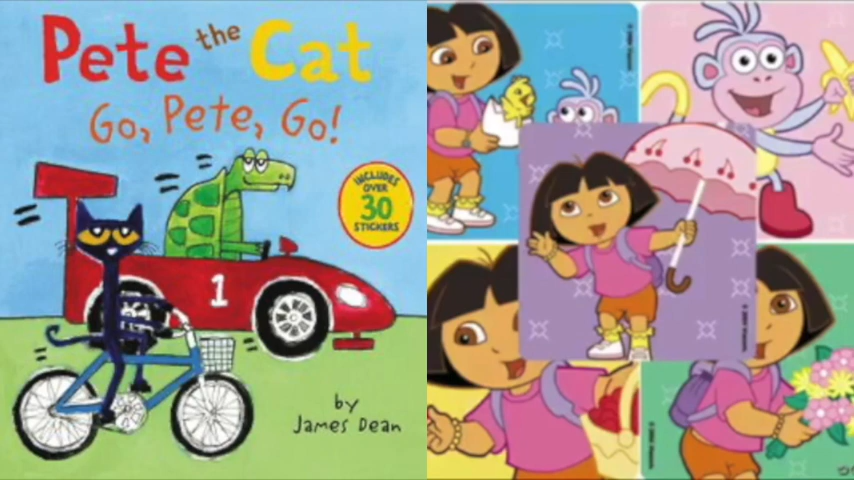 Pete the Cat
Go, Pete, Go!
INCLUDES
OVER
30
STICKERS
1
by
James Dean